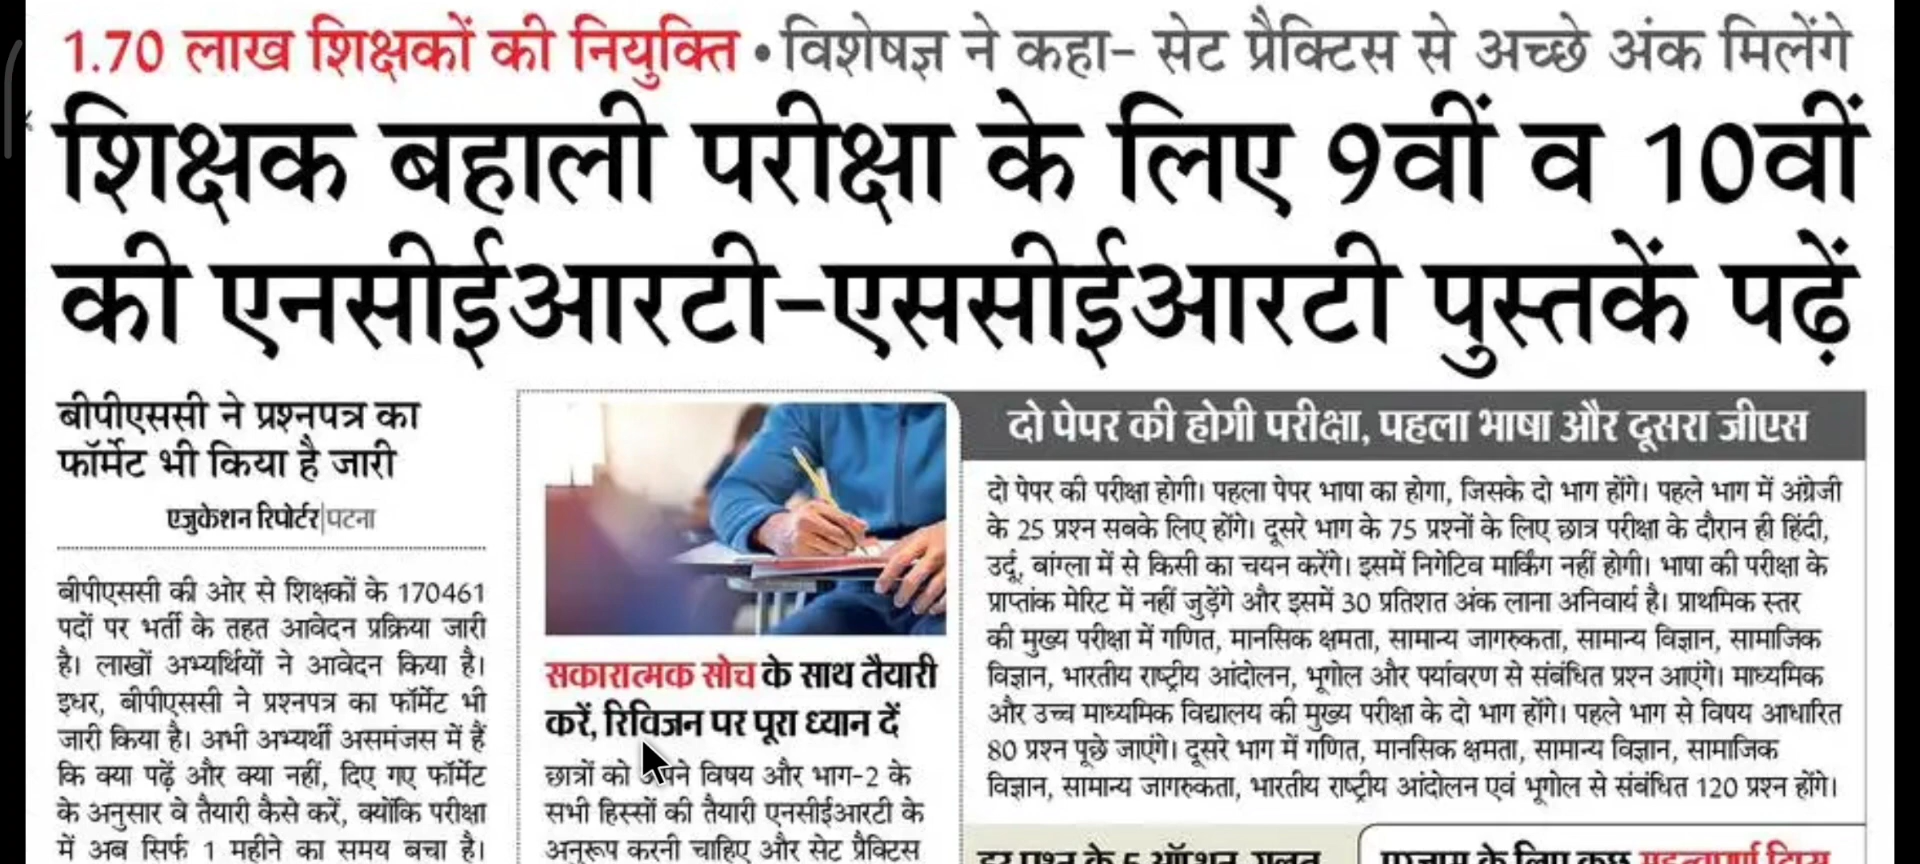 1.70 लाख शिक्षकों की नियुक्ति • विशेषज्ञ ने कहा- सेट प्रैक्टिस से अच्छे अंक मिलेंगे
शिक्षक बहाली परीक्षा के लिए 9वीं व 10वीं
की एनसीईआरटी-एससीईआरटी पुस्तकें पढ़ें
बीपीएससी ने प्रश्नपत्र का
फॉर्मेट भी किया है जारी
एजुकेशन रिपोर्टर|पटना
बीपीएससी की ओर से शिक्षकों के 170461
पदों पर भर्ती के तहत आवेदन प्रक्रिया जारी
है। लाखों अभ्यर्थियों ने आवेदन किया है।
इधर, बीपीएससी ने प्रश्नपत्र का फॉर्मेट भी
जारी किया है। अभी अभ्यर्थी असमंजस में हैं
कि क्या पढ़ें और क्या नहीं, दिए गए फॉर्मेट
के अनुसार वे तैयारी कैसे करें, क्योंकि परीक्षा
में अब सिर्फ 1 महीने का समय बचा है।
सकारात्मक सोच के साथ तैयारी
करें, रिविजन पर पूरा ध्यान दें
छात्रों को विषय और भाग-2 के
सभी हिस्सों की तैयारी एनसीईआरटी के
अनुरूप करनी चाहिए और सेट प्रैक्टिस
दो पेपर की होगी परीक्षा, पहला भाषा और दूसरा जीएस
दो पेपर की परीक्षा होगी। पहला पेपर भाषा का होगा, जिसके दो भाग होंगे। पहले भाग में अंग्रेजी
के 25 प्रश्न सबके लिए होंगे। दूसरे भाग के 75 प्रश्नों के लिए छात्र परीक्षा के दौरान ही हिंदी,
उर्दू, बांग्ला में से किसी का चयन करेंगे। इसमें निगेटिव मार्किंग नहीं होगी। भाषा की परीक्षा के
प्राप्तांक मेरिट में नहीं जुड़ेंगे और इसमें 30 प्रतिशत अंक लाना अनिवार्य है। प्राथमिक स्तर
की मुख्य परीक्षा में गणित, मानसिक क्षमता, सामान्य जागरुकता, सामान्य विज्ञान, सामाजिक
विज्ञान, भारतीय राष्ट्रीय आंदोलन, भूगोल और पर्यावरण से संबंधित प्रश्न आएंगे। माध्यमिक
और उच्च माध्यमिक विद्यालय की मुख्य परीक्षा के दो भाग होंगे। पहले भाग से विषय आधारित
80 प्रश्न पूछे जाएंगे। दूसरे भाग में गणित, मानसिक क्षमता, सामान्य विज्ञान, सामाजिक
विज्ञान, सामान्य जागरुकता, भारतीय राष्ट्रीय आंदोलन एवं भूगोल से संबंधित 120 प्रश्न होंगे।
हर प्रश्न के 5 ऑप्शन, गलत